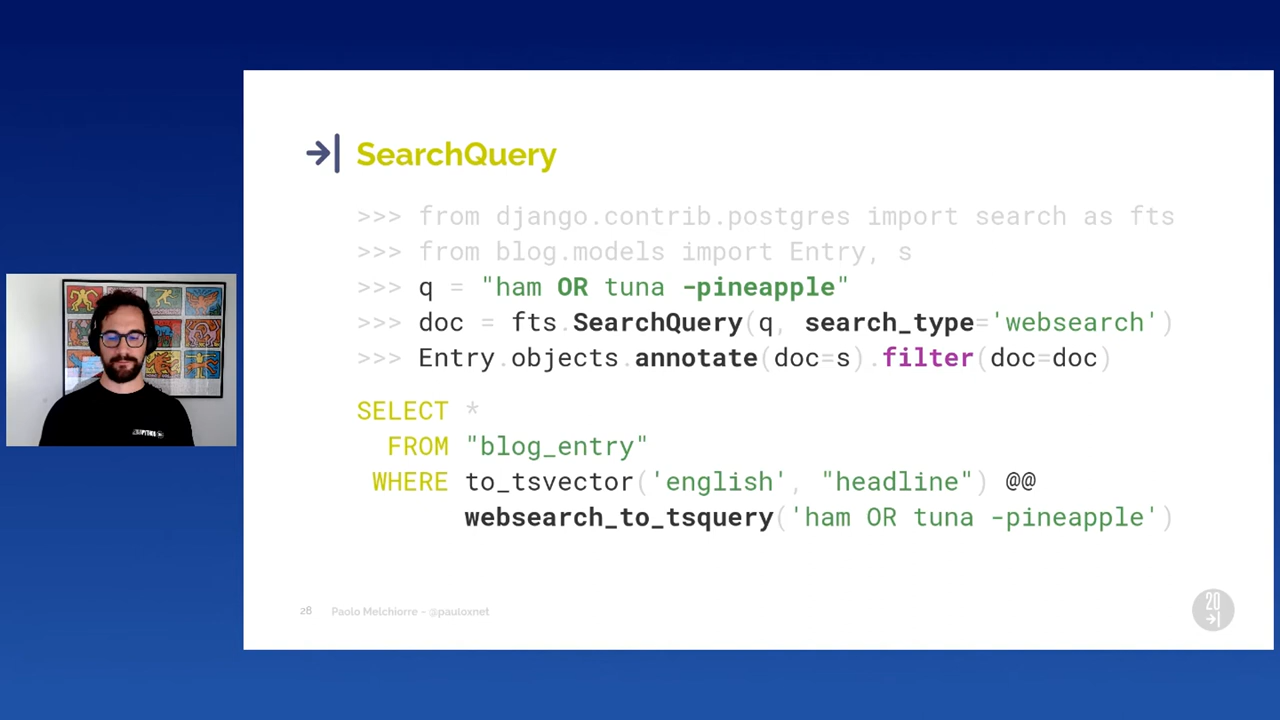 SearchQuery
>>> from django.contrib.postgres import search as fts
>>> from blog.models import Entry, s
>>> q = "ham OR tuna -pineapple"
>>> doc = fts.SearchQuery(q, search_type='websearch')
>>> Entry.objects.annotate(doc=s).filter(doc=doc)
SELECT *
FROM "blog_entry"
WHERE to_tsvector('english', "headline") @@
websearch_to_tsquery('ham OR tuna -pineapple')
28 Paolo Melchiorre - @pauloxnet
20